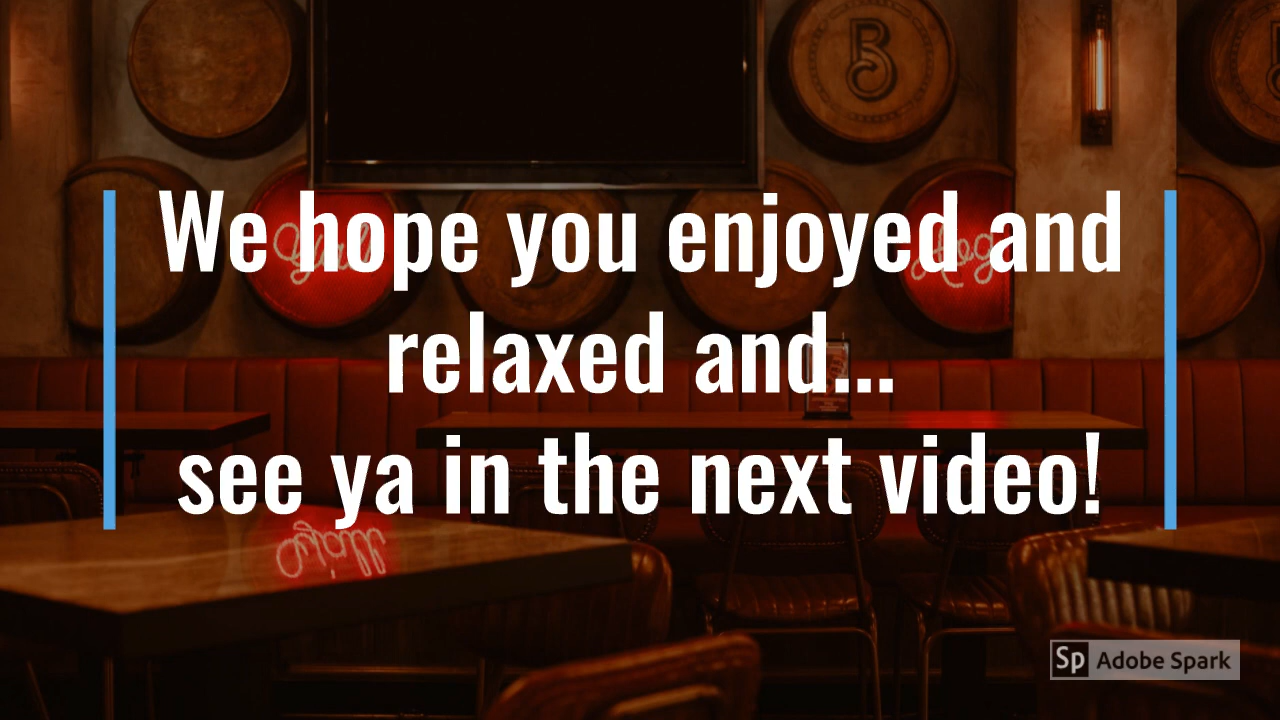 B
We hope you enjoyed and
relaxed and...
see ya in the next video!
Sp Adobe Spark